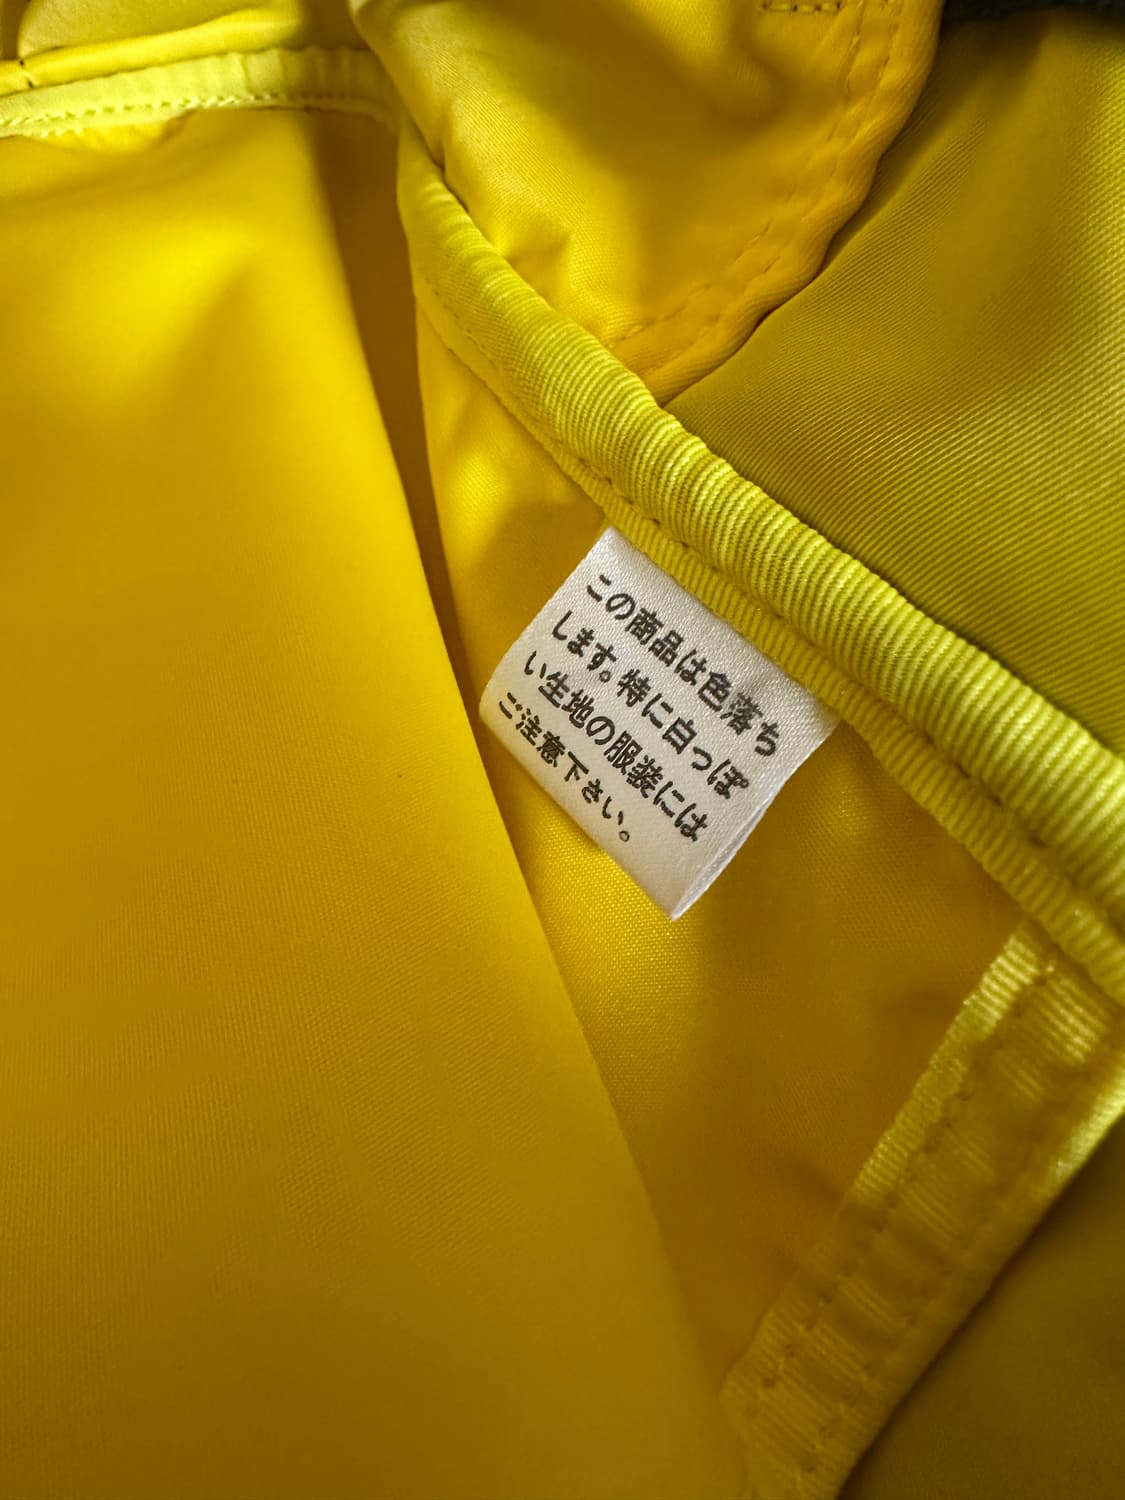 この商品は色落ち
します。特に白っぽ
い生地の服装には
ご注意下さい。